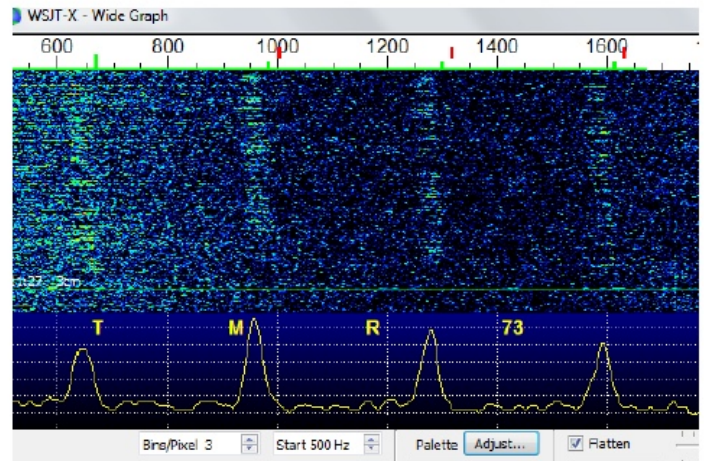 WSJT-X - Wide Graph
600 800 1000 1200 1400 1600
T M R 73
Bins/Pixel 3 Start 500 Hz Palette Adjust... Flatten